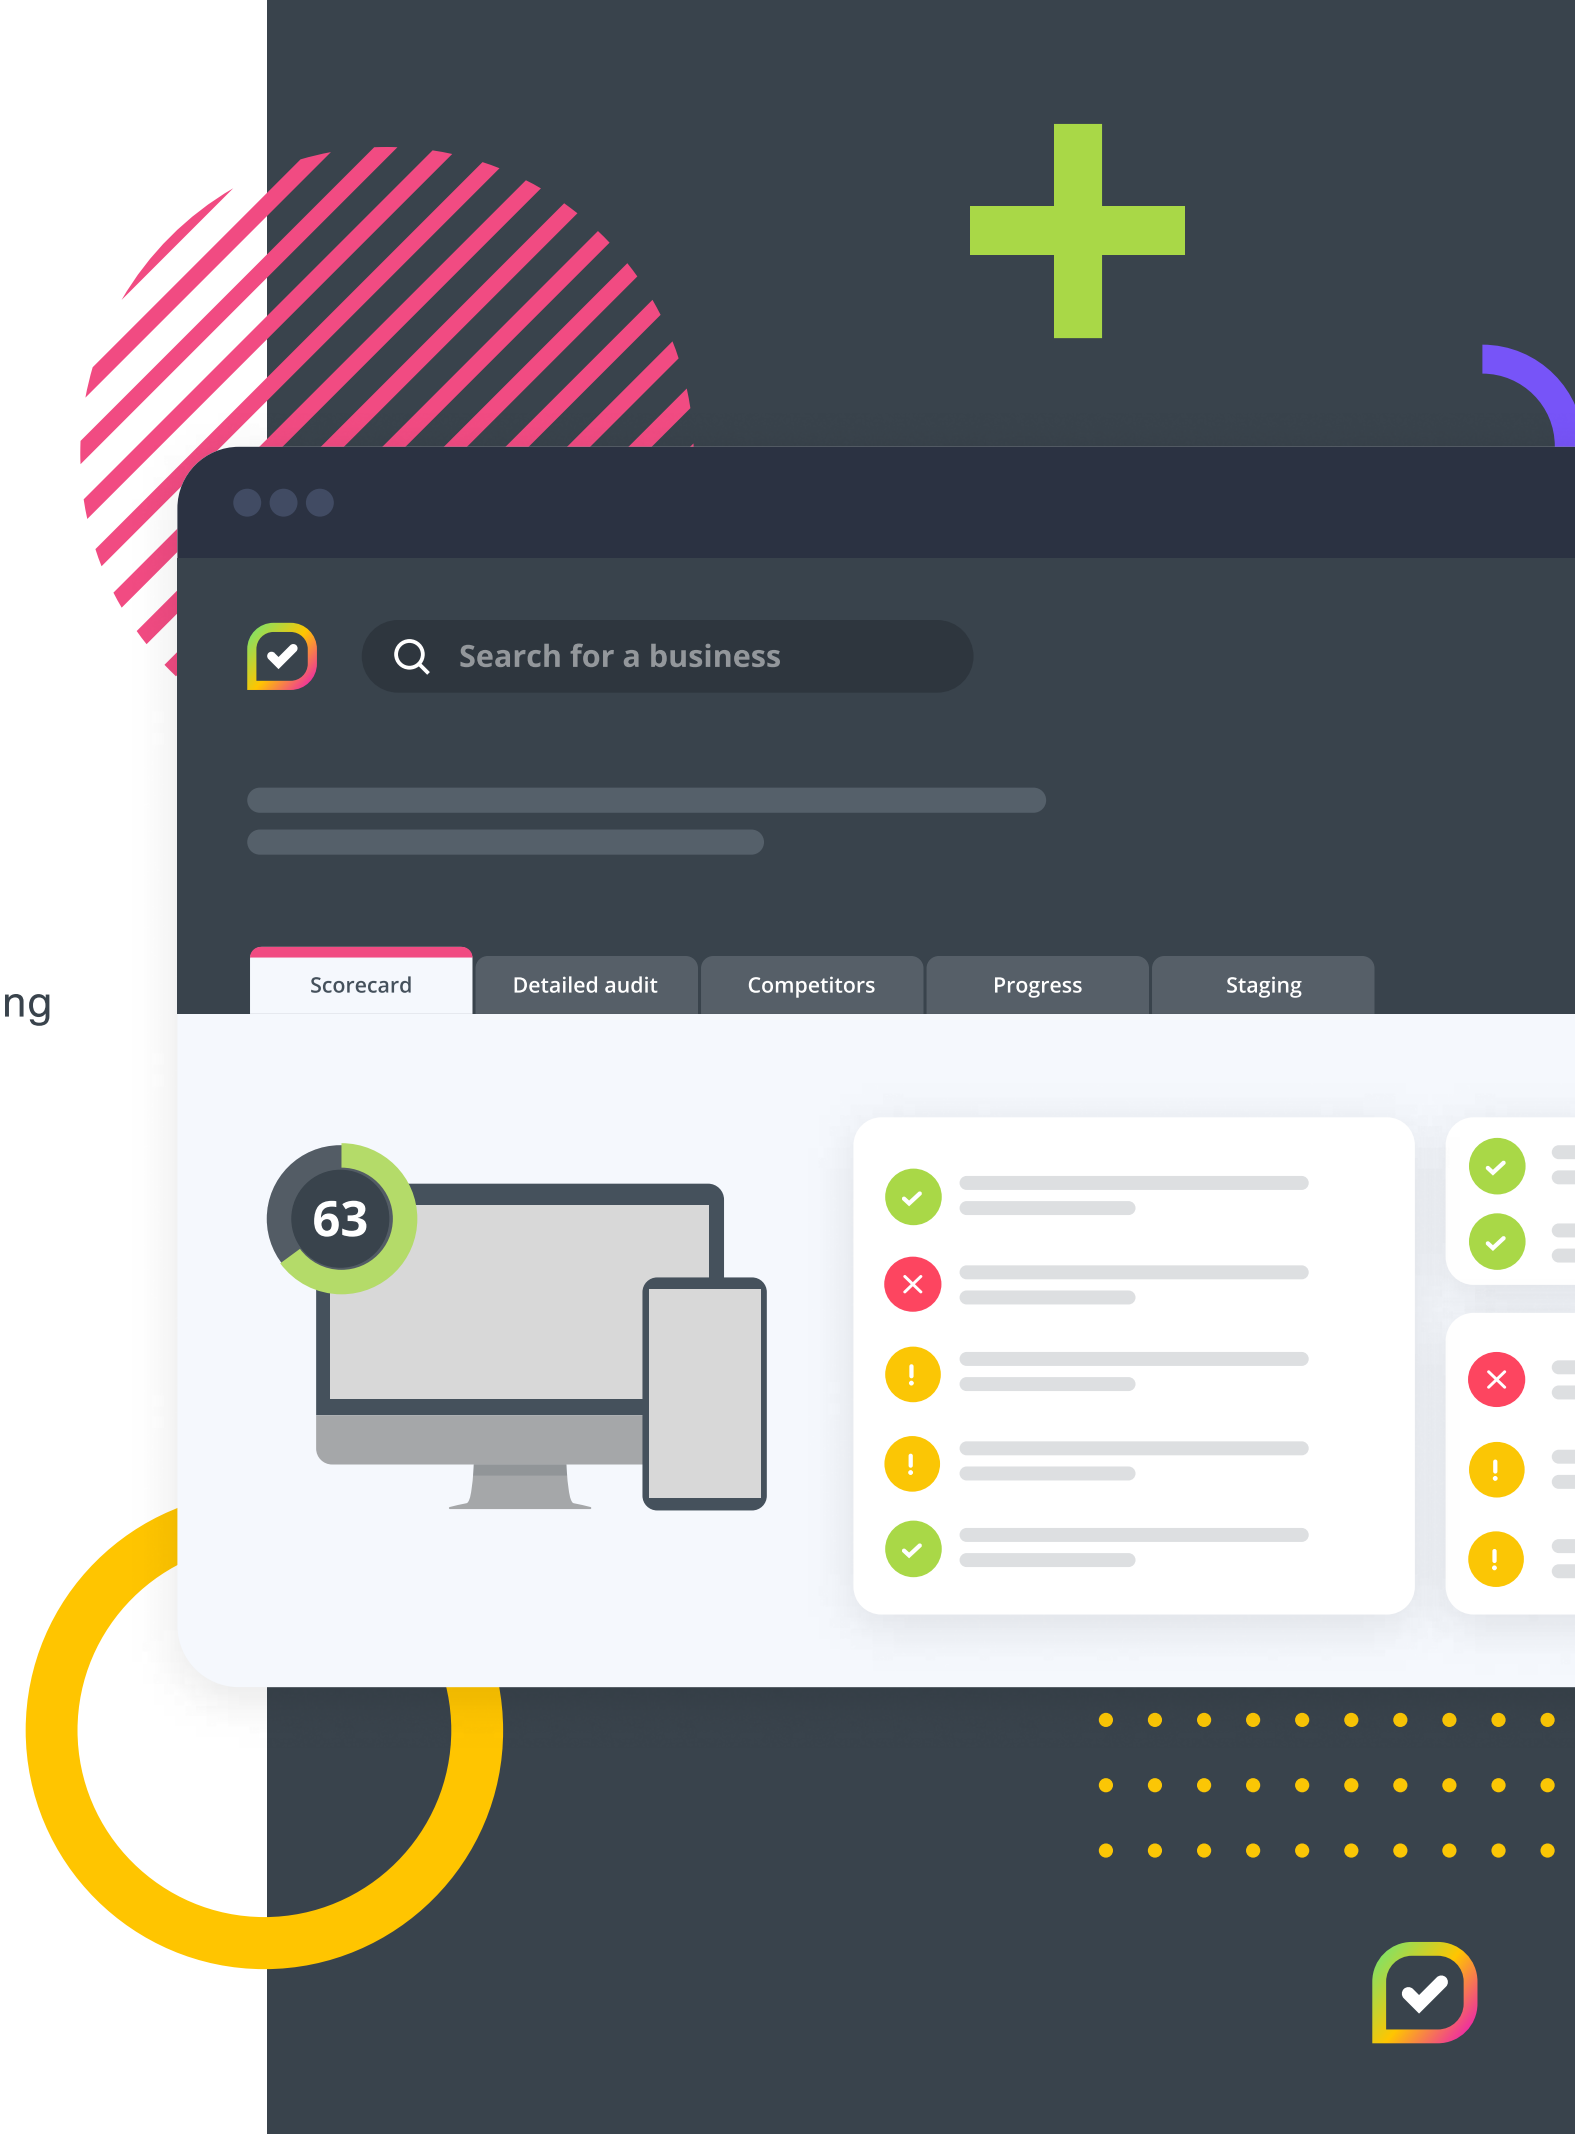 Search for a business
Scorecard
Detailed audit
Competitors
Progress
Staging
ng
63